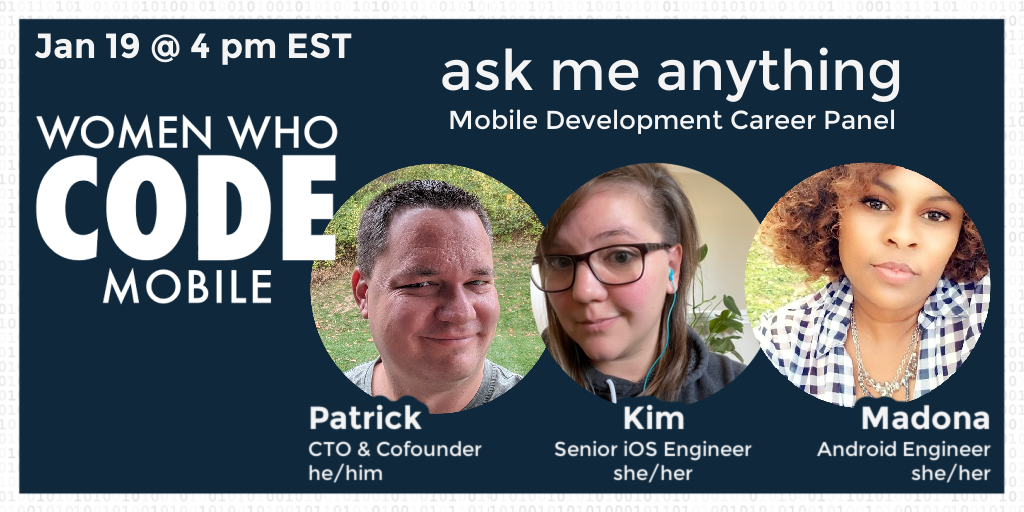 Jan 19 @ 4 pm EST
WOMEN WHO
CODE
MOBILE
ask me anything
Mobile Development Career Panel
Patrick
CTO & Cofounder
he/him
Kim
Senior iOS Engineer
she/her
Madona
Android Engineer
she/her